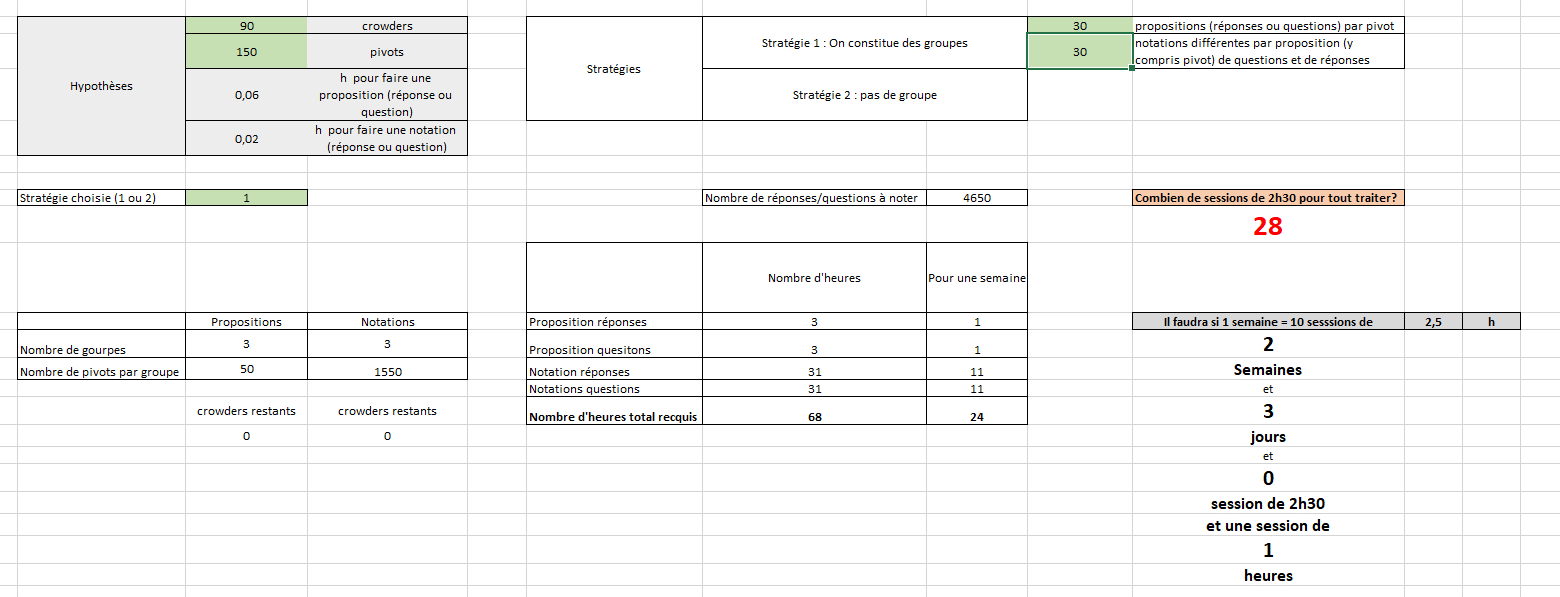 90 crowders
150 pivots
Hypothèses
0,06
h pour faire une
proposition (réponse ou
question)
0,02
h pour faire une notation
(réponse ou question)
Stratégies
Stratégie 1 : On constitue des groupes
Stratégie 2 : pas de groupe
30 propositions (réponses ou questions) par pivot
30
notations différentes par proposition (y
compris pivot) de questions et de réponses
Stratégie choisie (1 ou 2) 1
Nombre de réponses/questions à noter 4650
Combien de sessions de 2h30 pour tout traiter?
28
Propositions Notations
Nombre de gourpes 3 3
Nombre de pivots par groupe 50 1550
crowders restants crowders restants
0 0
Nombre d'heures Pour une semaine
Proposition réponses 3 1
Proposition quesitons 3 1
Notation réponses 31 11
Notations questions 31 11
Nombre d'heures total recquis 68 24
Il faudra si 1 semaine = 10 sesssions de 2,5 h
2
Semaines
et
3
jours
et
0
session de 2h30
et une session de
1
heures